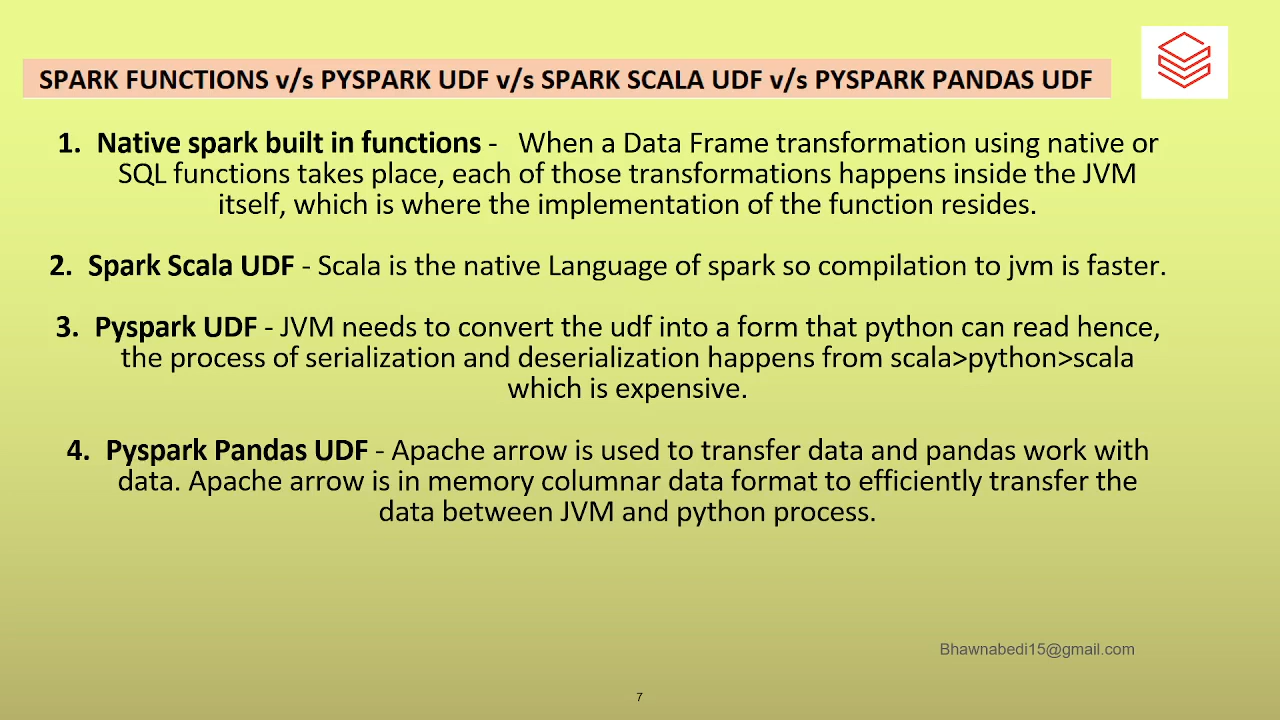 SPARK FUNCTIONS v/s PYSPARK UDF v/s SPARK SCALA UDF v/s PYSPARK PANDAS UDF
1. Native spark built in functions - When a Data Frame transformation using native or
SQL functions takes place, each of those transformations happens inside the JVM
itself, which is where the implementation of the function resides.
2. Spark Scala UDF - Scala is the native Language of spark so compilation to jvm is faster.
3. Pyspark UDF - JVM needs to convert the udf into a form that python can read hence,
the process of serialization and deserialization happens from scala>python>scala
which is expensive.
4. Pyspark Pandas UDF - Apache arrow is used to transfer data and pandas work with
data. Apache arrow is in memory columnar data format to efficiently transfer the
data between JVM and python process.
Bhawnabedi15@gmail.com
7